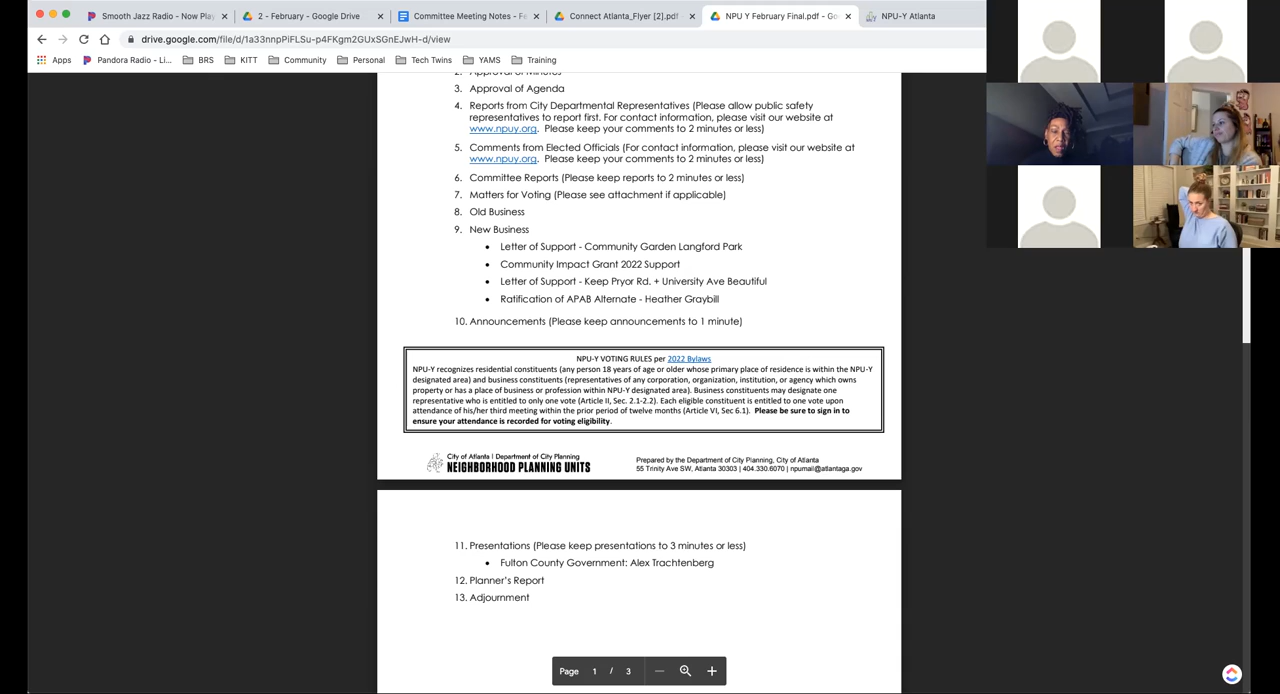 Smooth Jazz Radio - Now Play
2 - February - Google Drive
Committee Meeting Notes - Fe
Connect Atlanta_Flyer [2].pdf -
NPU Y February Final.pdf - Go
NPU-Y Atlanta
drive.google.com/file/d/1a33nnpPiFLSu-p4FKgm2GUxSGnEJwH-d/view
Apps
Pandora Radio - Li...
BRS
KITT
Community
Personal
Tech Twins
YAMS
Training
2. Approval of Minutes
3. Approval of Agenda
4. Reports from City Departmental Representatives (Please allow public safety
representatives to report first. For contact information, please visit our website at
www.npuy.org. Please keep your comments to 2 minutes or less)
5. Comments from Elected Officials (For contact information, please visit our website at
www.npuy.org. Please keep your comments to 2 minutes or less)
6. Committee Reports (Please keep reports to 2 minutes or less)
7. Matters for Voting (Please see attachment if applicable)
8. Old Business
9. New Business
• Letter of Support - Community Garden Langford Park
• Community Impact Grant 2022 Support
• Letter of Support - Keep Pryor Rd. + University Ave Beautiful
• Ratification of APAB Alternate - Heather Graybill
10. Announcements (Please keep announcements to 1 minute)
NPU-Y VOTING RULES per 2022 Bylaws
NPU-Y recognizes residential constituents (any person 18 years of age or older whose primary place of residence is within the NPU-Y
designated area) and business constituents (representatives of any corporation, organization, institution, or agency which owns
property or has a place of business or profession within NPU-Y designated area). Business constituents may designate one
representative who is entitled to only one vote (Article II, Sec. 2.1-2.2). Each eligible constituent is entitled to one vote upon
attendance of his/her third meeting within the prior period of twelve months (Article VI, Sec 6.1). Please be sure to sign in to
ensure your attendance is recorded for voting eligibility.
City of Atlanta | Department of City Planning
NEIGHBORHOOD PLANNING UNITS
Prepared by the Department of City Planning, City of Atlanta
55 Trinity Ave SW, Atlanta 30303 | 404.330.6070 | npumail@atlantaga.gov
11. Presentations (Please keep presentations to 3 minutes or less)
• Fulton County Government: Alex Trachtenberg
12. Planner's Report
13. Adjournment
Page 1 / 3